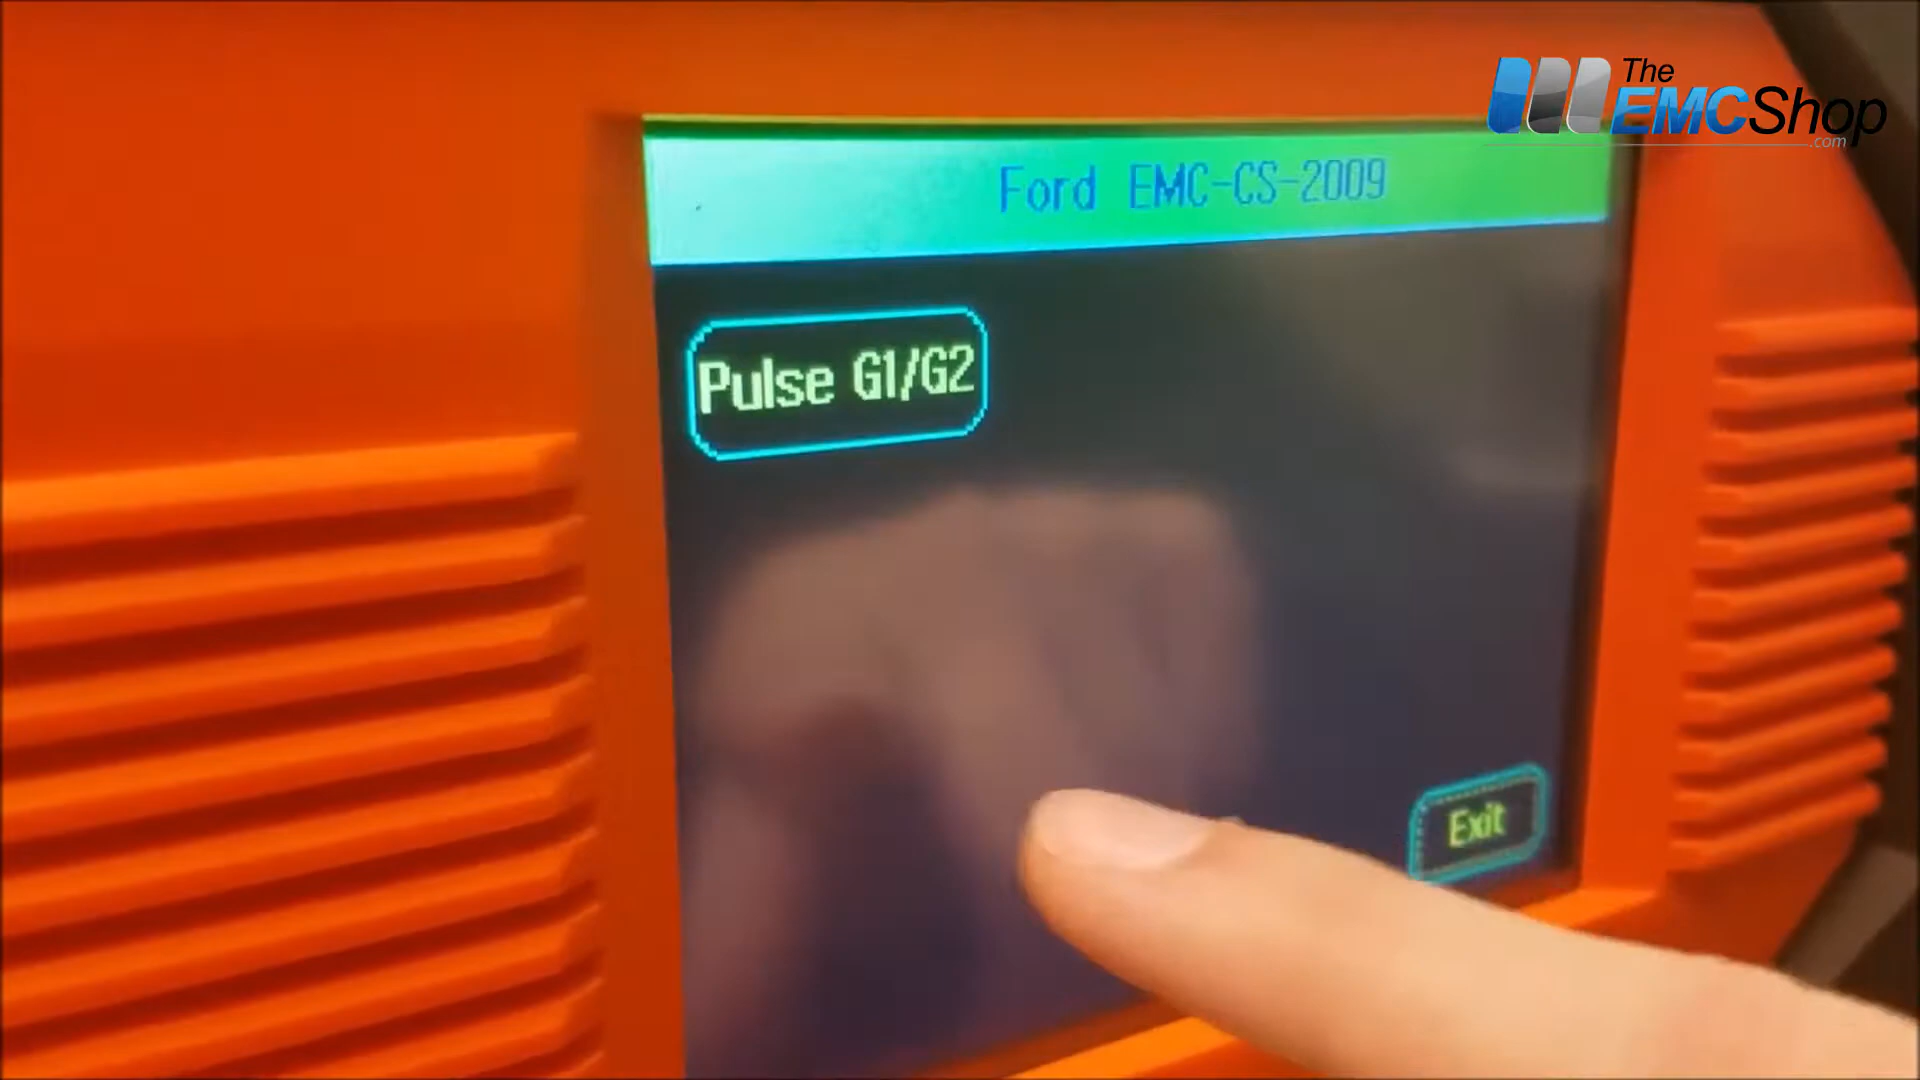 The
EMCShop
.com
Ford EMC-CS-2009
Pulse G1/G2
Exit